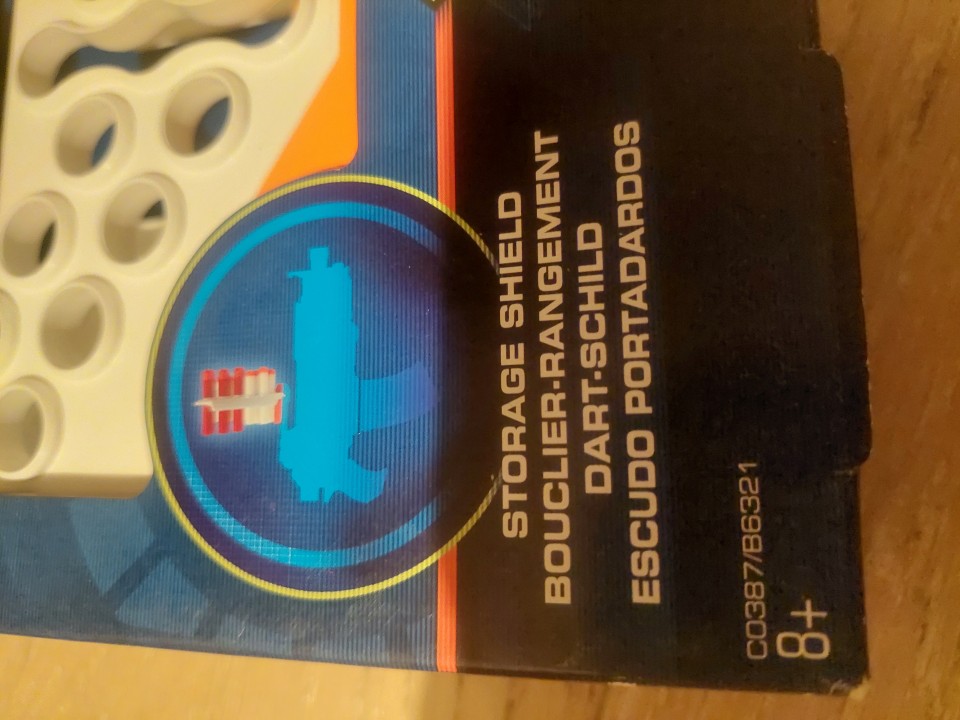 STORAGE SHIELD
BOUCLIER-RANGEMENT
DART-SCHILD
ESCUDO PORTADARDOS
C0387/B6321
8+